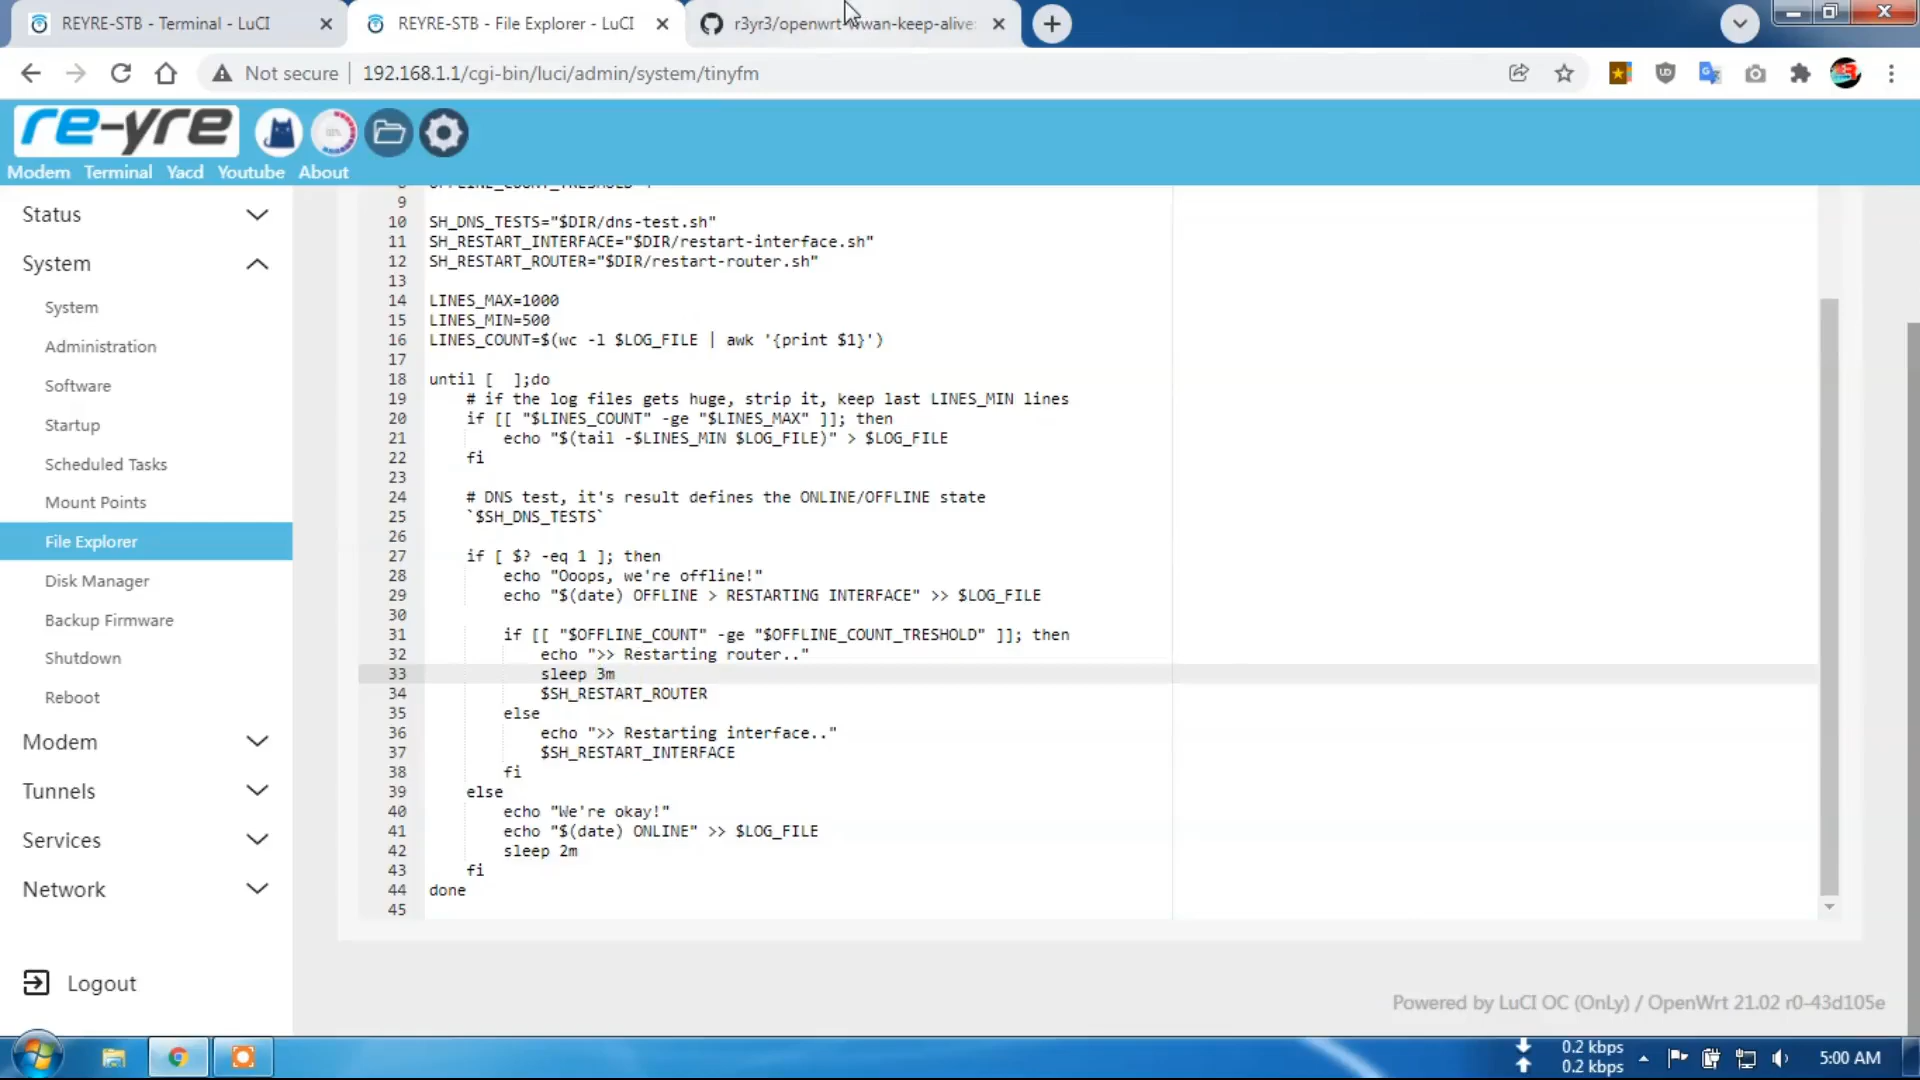 REYRE-STB - Terminal - LuCI
REYRE-STB - File Explorer - LuCI
r3yr3/openwrt-wwan-keep-alive:
Not secure
192.168.1.1/cgi-bin/luci/admin/system/tinyfm
re-yre
Modem Terminal Yacd Youtube About
Status
System
System
Administration
Software
Startup
Scheduled Tasks
Mount Points
File Explorer
Disk Manager
Backup Firmware
Shutdown
Reboot
Modem
Tunnels
Services
Network
Logout
9
10 SH_DNS_TESTS="$DIR/dns-test.sh"
11 SH_RESTART_INTERFACE="$DIR/restart-interface.sh"
12 SH_RESTART_ROUTER="$DIR/restart-router.sh"
13
14 LINES_MAX=1000
15 LINES_MIN=500
16 LINES_COUNT=$(wc -l $LOG_FILE | awk '{print $1}')
17
18 until [  ];do
19 # if the log files gets huge, strip it, keep last LINES_MIN lines
20 if [[ "$LINES_COUNT" -ge "$LINES_MAX" ]]; then
21 echo "$(tail -$LINES_MIN $LOG_FILE)" > $LOG_FILE
22 fi
23
24 # DNS test, it's result defines the ONLINE/OFFLINE state
25 `$SH_DNS_TESTS`
26
27 if [ $? -eq 1 ]; then
28 echo "Ooops, we're offline!"
29 echo "$(date) OFFLINE > RESTARTING INTERFACE" >> $LOG_FILE
30
31 if [[ "$OFFLINE_COUNT" -ge "$OFFLINE_COUNT_TRESHOLD" ]]; then
32 echo ">> Restarting router.."
33 sleep 3m
34 $SH_RESTART_ROUTER
35 else
36 echo ">> Restarting interface.."
37 $SH_RESTART_INTERFACE
38 fi
39 else
40 echo "We're okay!"
41 echo "$(date) ONLINE" >> $LOG_FILE
42 sleep 2m
43 fi
44 done
45
Powered by LuCI OC (OnLy) / OpenWrt 21.02 r0-43d105e
0.2 kbps
0.2 kbps
5:00 AM